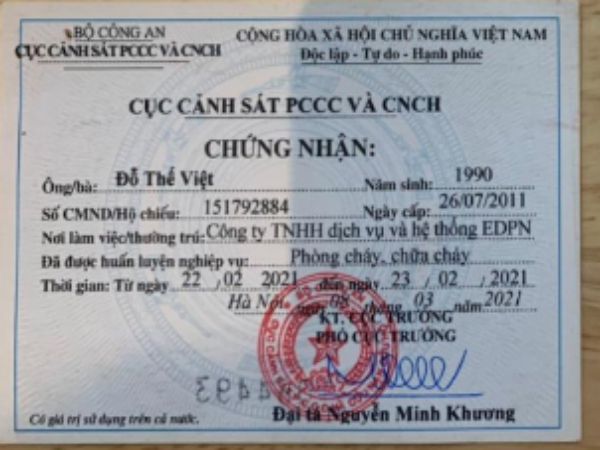 BỘ CÔNG AN
CỤC CẢNH SÁT PCCC VÀ CNCH
CỘNG HÒA XÃ HỘI CHỦ NGHĨA VIỆT NAM
Độc lập - Tự do - Hạnh phúc
CỤC CẢNH SÁT PCCC VÀ CNCH
CHỨNG NHẬN:
Ông/bà: Đỗ Thế Việt Năm sinh: 1990
Số CMND/Hộ chiếu: 151792884 Ngày cấp: 26/07/2011
Nơi làm việc/thường trú: Công ty TNHH dịch vụ và hệ thống EDPN
Đã được huấn luyện nghiệp vụ: Phòng cháy, chữa cháy
Thời gian: Từ ngày 22 / 02 / 2021 đến ngày 23 / 02 / 2021
Hà Nội, ngày 08 tháng 03 năm 2021
KT. CỤC TRƯỞNG
PHÓ CỤC TRƯỞNG
Đại tá Nguyễn Minh Khương
Có giá trị sử dụng trên cả nước.